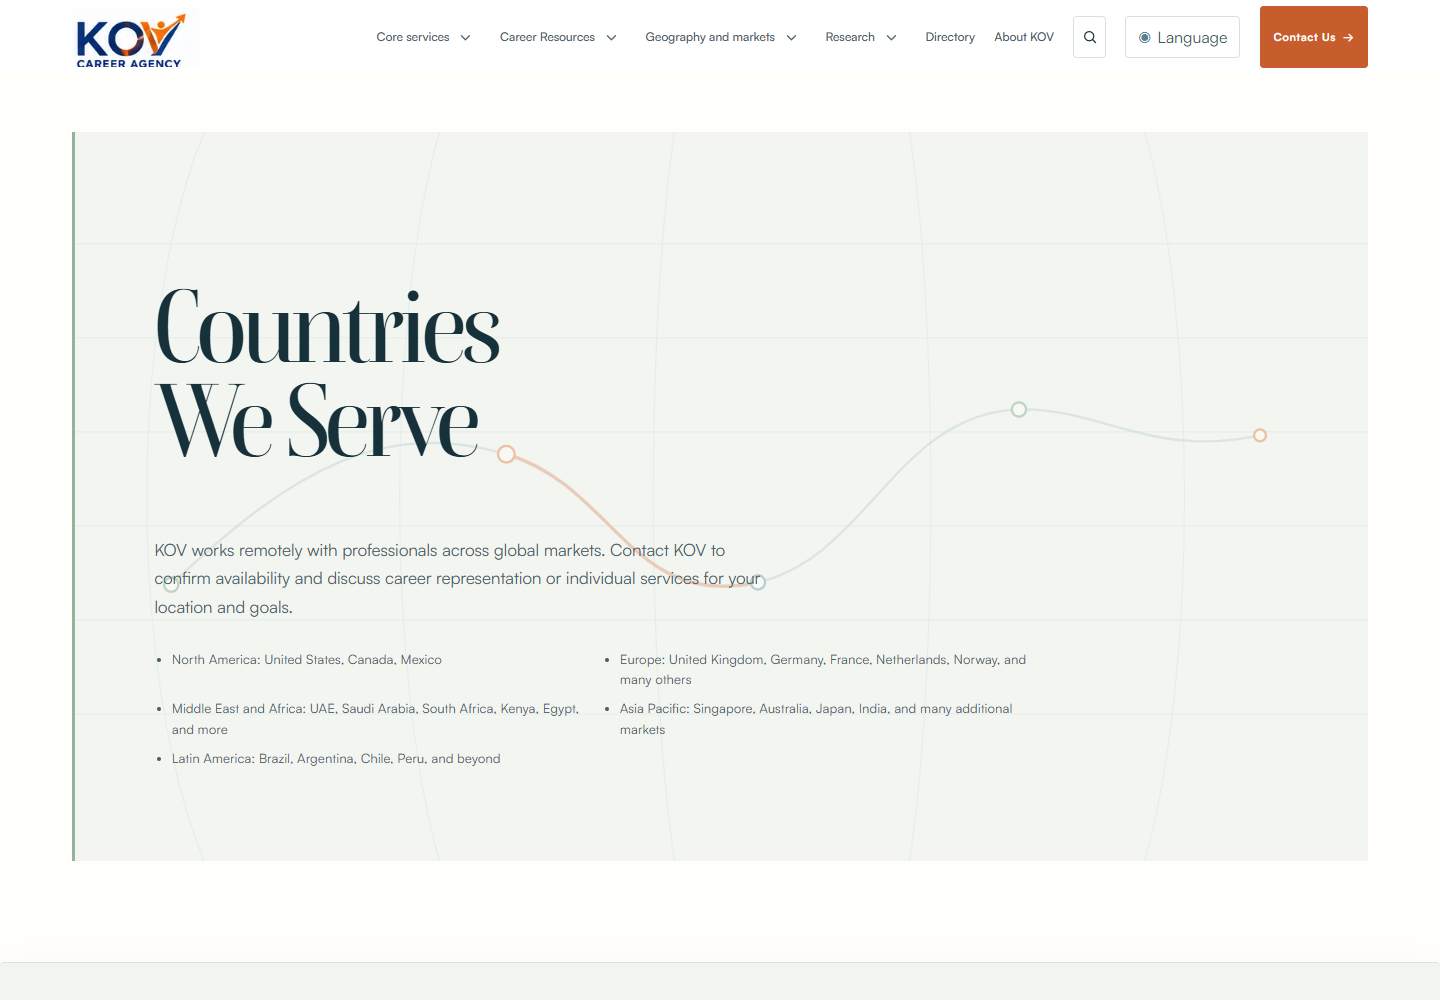 KOV
CAREER AGENCY
Core services
Career Resources
Geography and markets
Research
Directory
About KOV
Language
Contact Us →
Countries
We Serve
KOV works remotely with professionals across global markets. Contact KOV to
confirm availability and discuss career representation or individual services for your
location and goals.
• North America: United States, Canada, Mexico
• Europe: United Kingdom, Germany, France, Netherlands, Norway, and
many others
• Middle East and Africa: UAE, Saudi Arabia, South Africa, Kenya, Egypt,
and more
• Asia Pacific: Singapore, Australia, Japan, India, and many additional
markets
• Latin America: Brazil, Argentina, Chile, Peru, and beyond